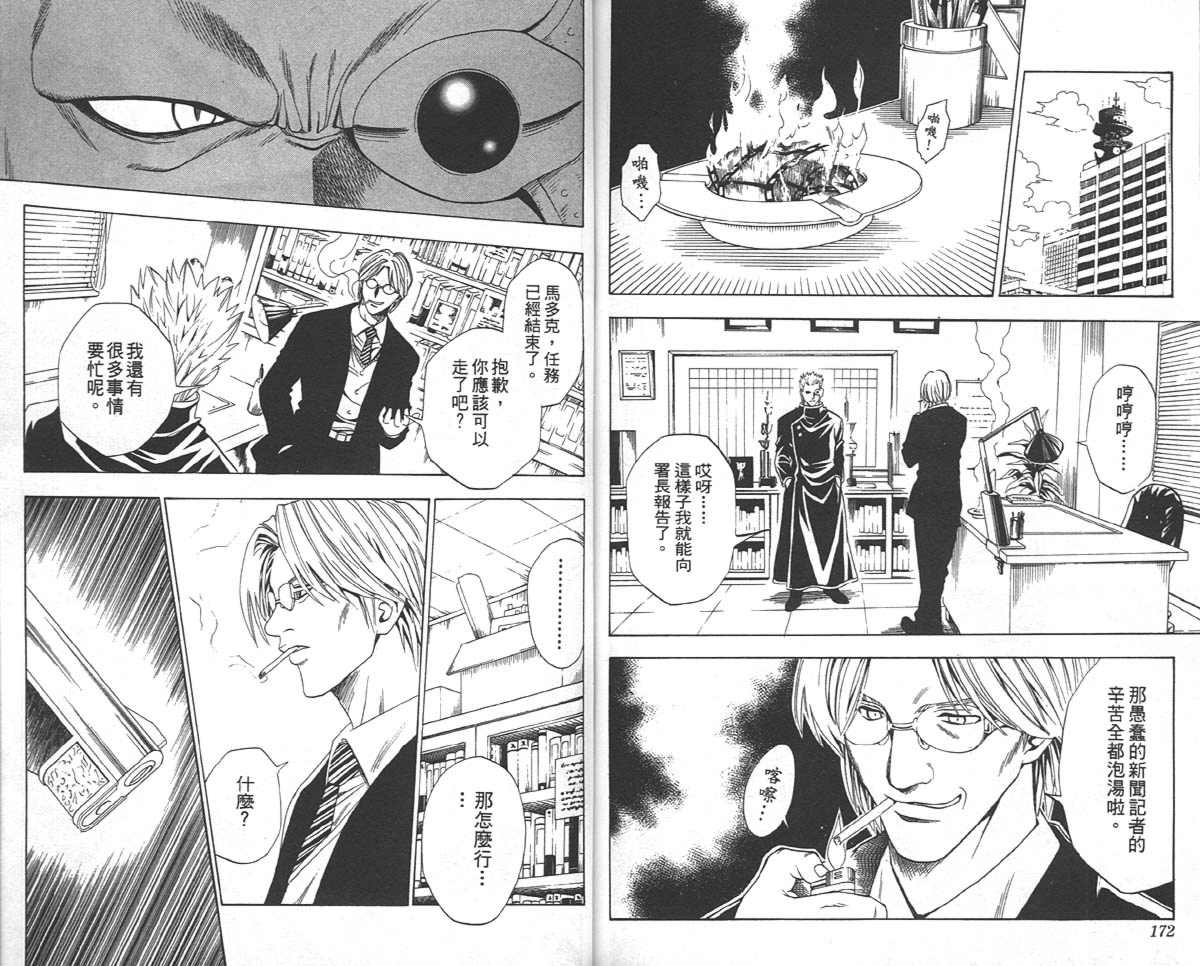 啪嘰！
啪嘰…
哼哼哼……
哎呀……
這樣子我就能向
署長報告了。
那愚蠢的新聞記者的
辛苦全都泡湯啦。
喀嚓…
172
馬多克，任務
已經結束了。
抱歉，
你應該可以
走了吧？
我還有
很多事情
要忙呢。
…………
那怎麼行…
…
什麼？